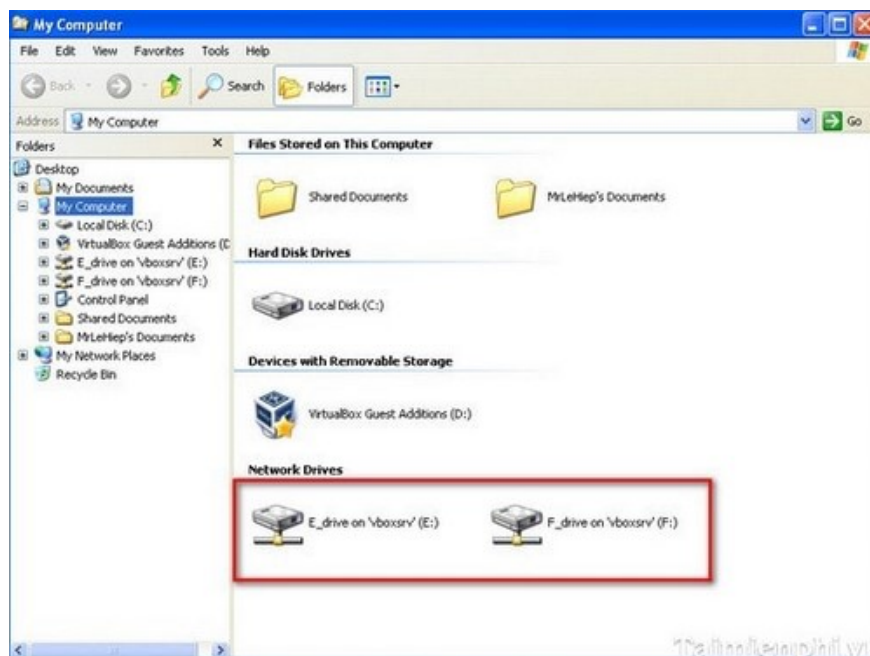 My Computer
File Edit View Favorites Tools Help
Back Search Folders
Address My Computer Go
Folders
Desktop
My Documents
My Computer
Local Disk (C:)
VirtualBox Guest Additions (D
E_drive on 'vboxsrv' (E:)
F_drive on 'vboxsrv' (F:)
Control Panel
Shared Documents
MrLeHiep's Documents
My Network Places
Recycle Bin
Files Stored on This Computer
Shared Documents
MrLeHiep's Documents
Hard Disk Drives
Local Disk (C:)
Devices with Removable Storage
VirtualBox Guest Additions (D:)
Network Drives
E_drive on 'vboxsrv' (E:)
F_drive on 'vboxsrv' (F:)